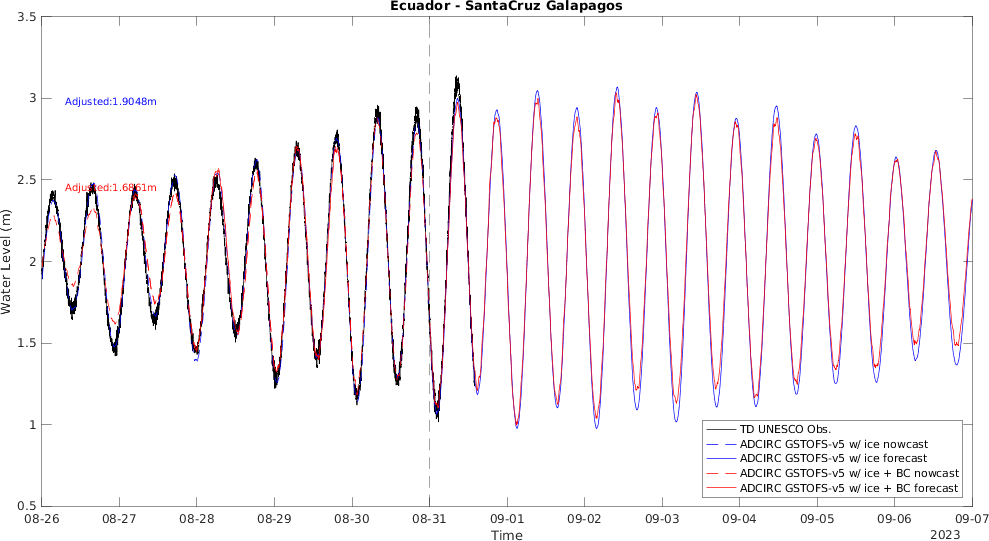 Ecuador - SantaCruz Galapagos
Water Level (m)
3.5
3
2.5
2
1.5
1
0.5
Adjusted:1.9048m
Adjusted:1.6861m
TD UNESCO Obs.
ADCIRC GSTOFS-v5 w/ ice nowcast
ADCIRC GSTOFS-v5 w/ ice forecast
ADCIRC GSTOFS-v5 w/ ice + BC nowcast
ADCIRC GSTOFS-v5 w/ ice + BC forecast
08-26 08-27 08-28 08-29 08-30 08-31 09-01 09-02 09-03 09-04 09-05 09-06 09-07
Time
2023